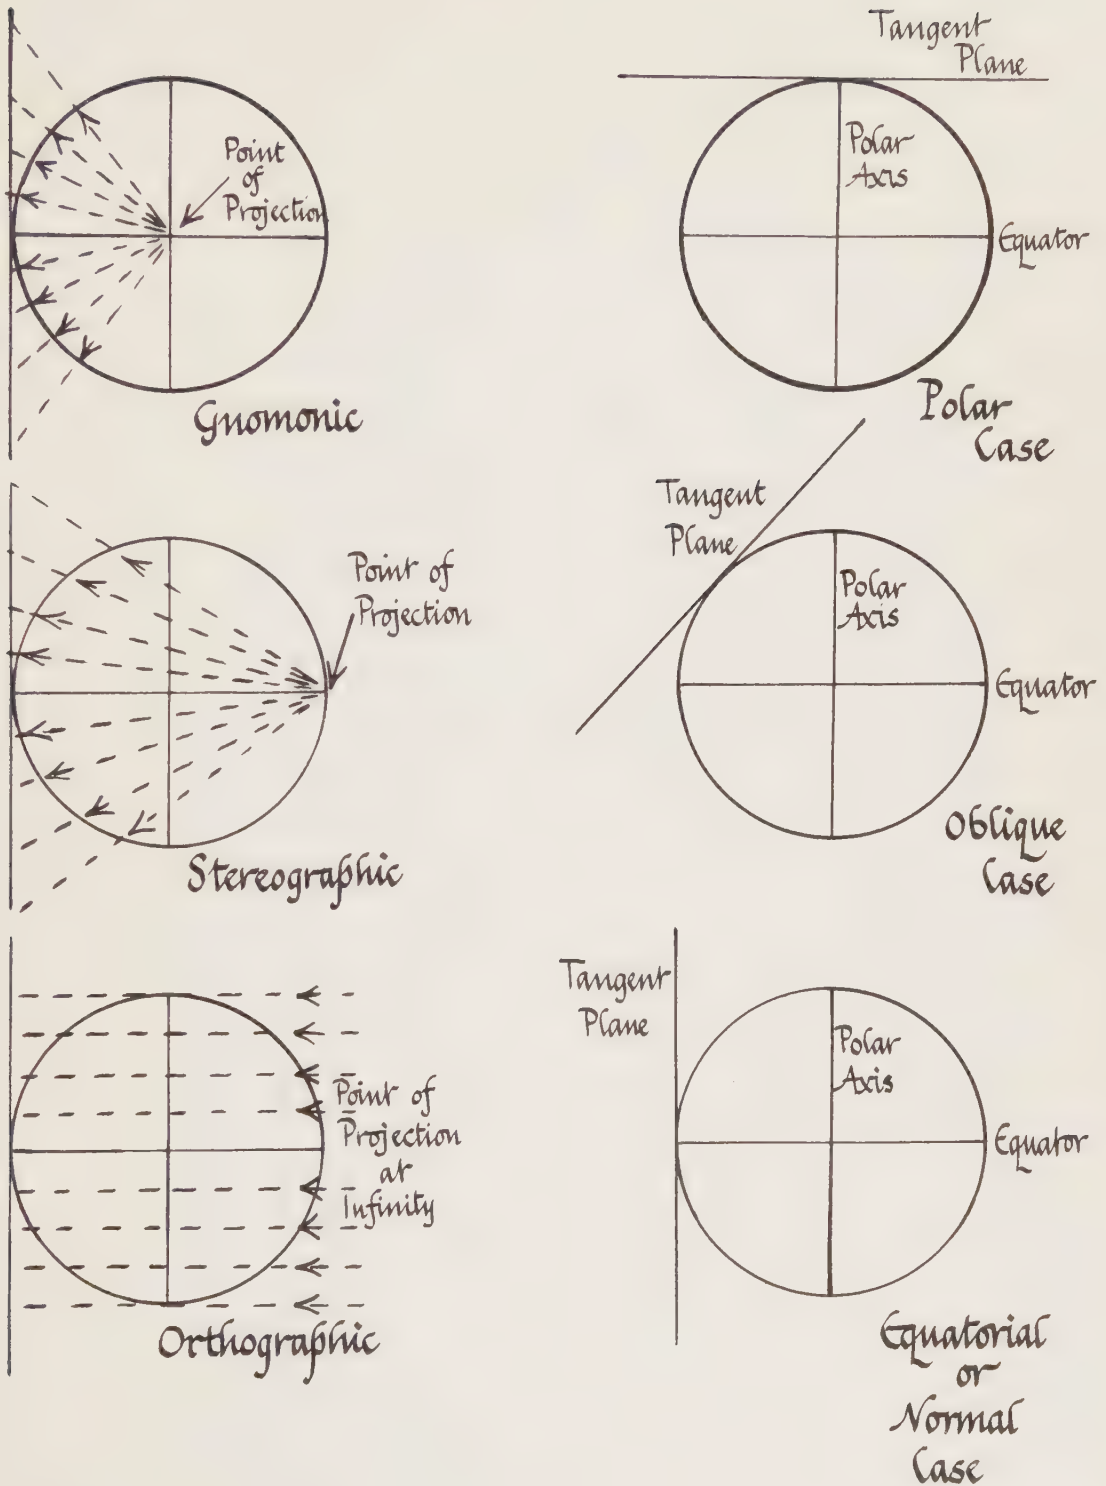 Point
of
Projection
Gnomonic
Tangent
Plane
Polar
Axis
Equator
Polar
Case
Point of
Projection
Stereographic
Tangent
Plane
Polar
Axis
Equator
Oblique
Case
Point of
Projection
at
Infinity
Orthographic
Tangent
Plane
Polar
Axis
Equator
Equatorial
or
Normal
Case